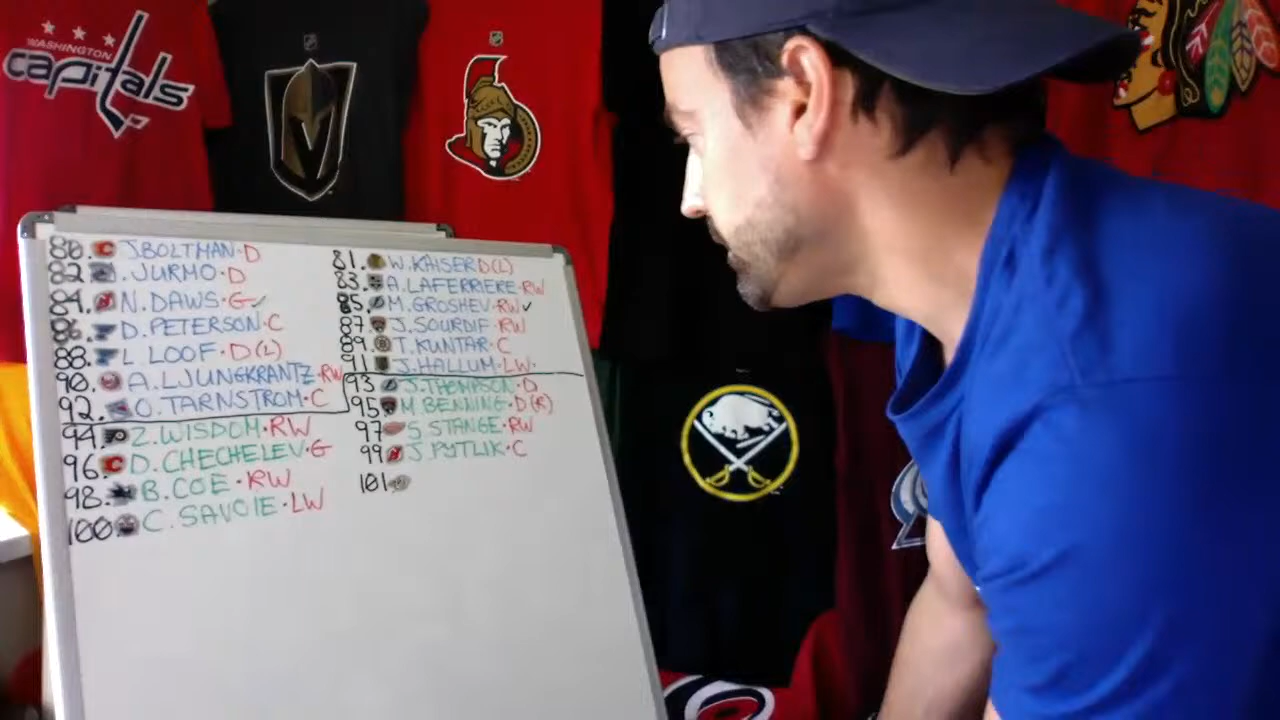 WASHINGTON
capitals
80. J. BOLTMAN · D
82 . JURMO · D
84. N. DAWS · G ✓
86. D. PETERSON · C
88. L LOOF · D (L)
90. A. LJUNGKRANTZ · RW
92. O. TARNSTROM · C
94. Z. WISDOM · RW
96. D. CHECHELEV · G
98. B. COE · RW
100. C. SAVOIE · LW
81. W. KAISER D (L)
83. A. LAFERRIERE · RW
85. M. GROSHEV · RW ✓
87. J. SOURDIF · RW
89. T. KUNTAR · C
91. J. HALLUM · LW ·
93. J. THOMPSON · D
95. M. BENNING · D (R)
97. S. STANGE · RW
99. J. PYTLIK · C
101